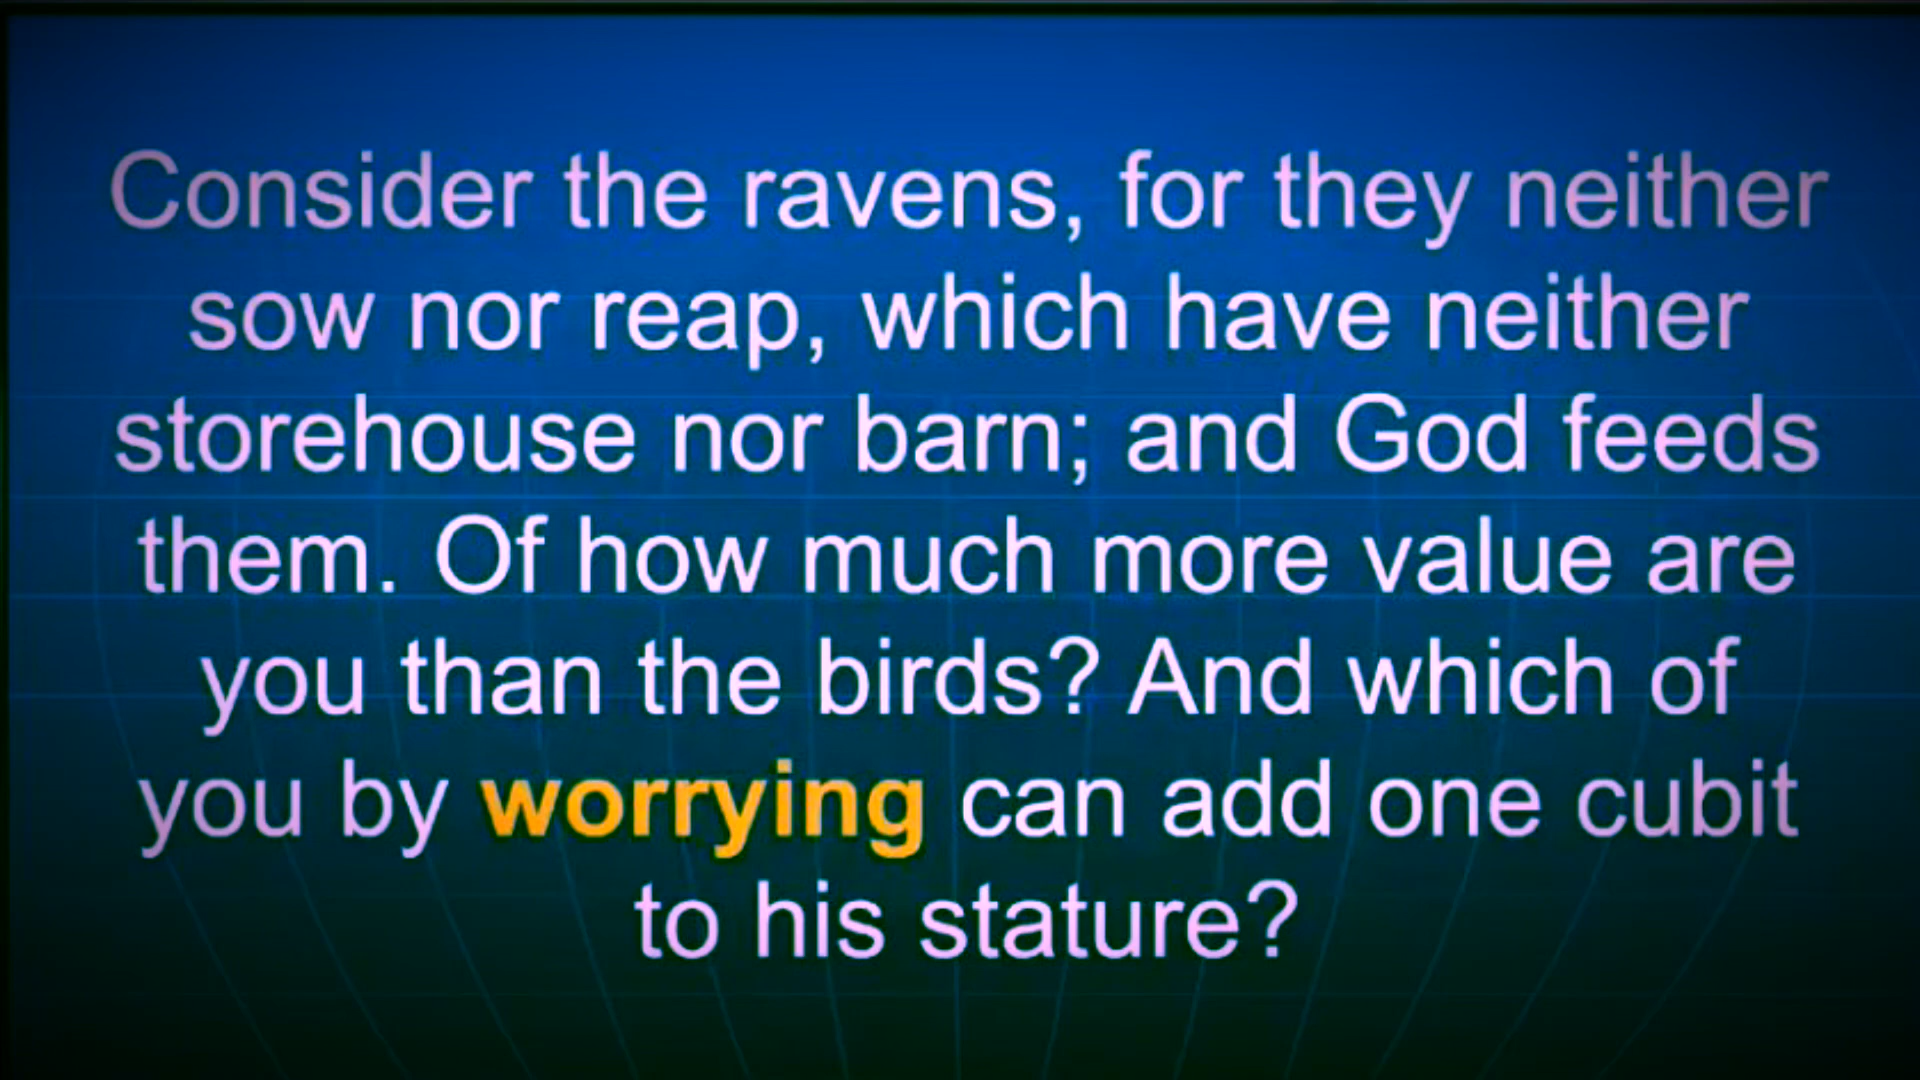 Consider the ravens, for they neither
sow nor reap, which have neither
storehouse nor barn; and God feeds
them. Of how much more value are
you than the birds? And which of
you by worrying can add one cubit
to his stature?